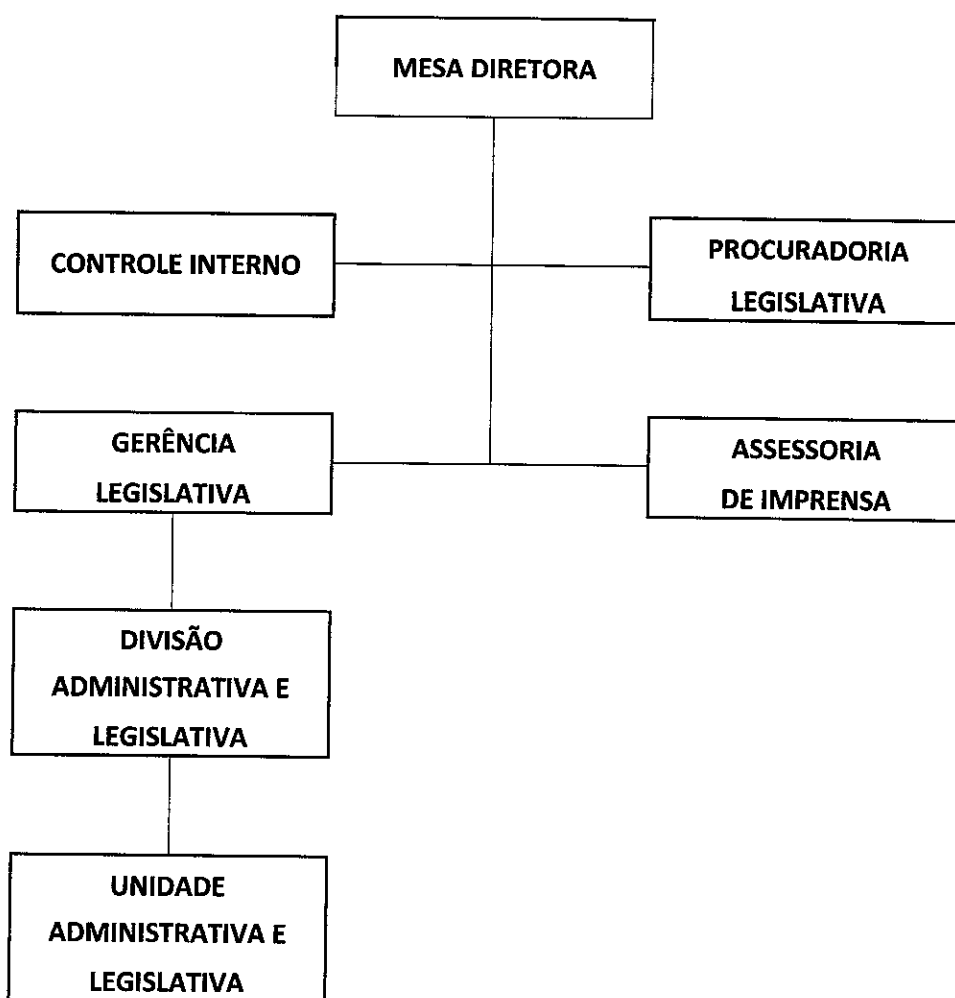 MESA DIRETORA
CONTROLE INTERNO
PROCURADORIA
LEGISLATIVA
GERÊNCIA
LEGISLATIVA
ASSESSORIA
DE IMPRENSA
DIVISÃO
ADMINISTRATIVA E
LEGISLATIVA
UNIDADE
ADMINISTRATIVA E
LEGISLATIVA